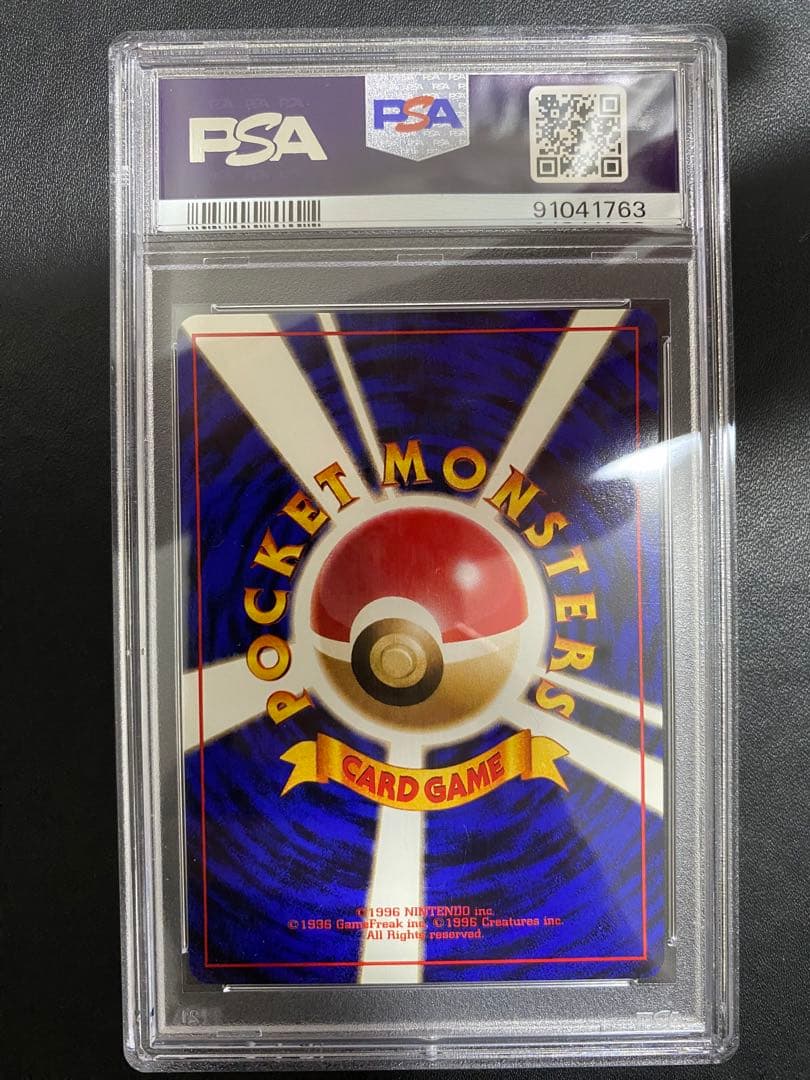 PSA
PSA
91041763
POCKET MONSTERS
CARD GAME
©1996 NINTENDO inc.
©1996 GameFreak inc. ©1996 Creatures inc.
All Rights reserved.